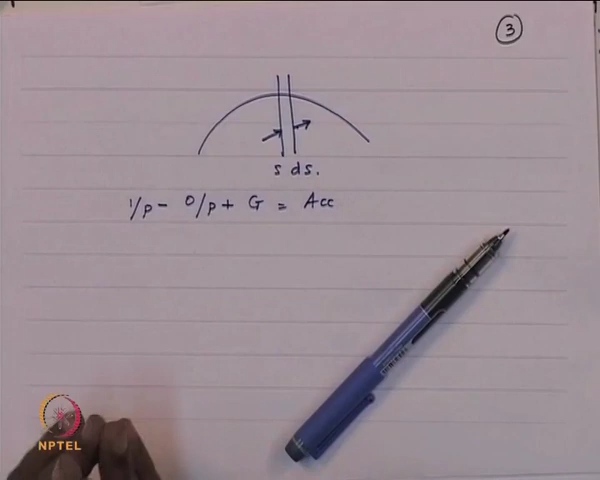 3
s ds.
I/p - O/p + G = Acc
NPTEL